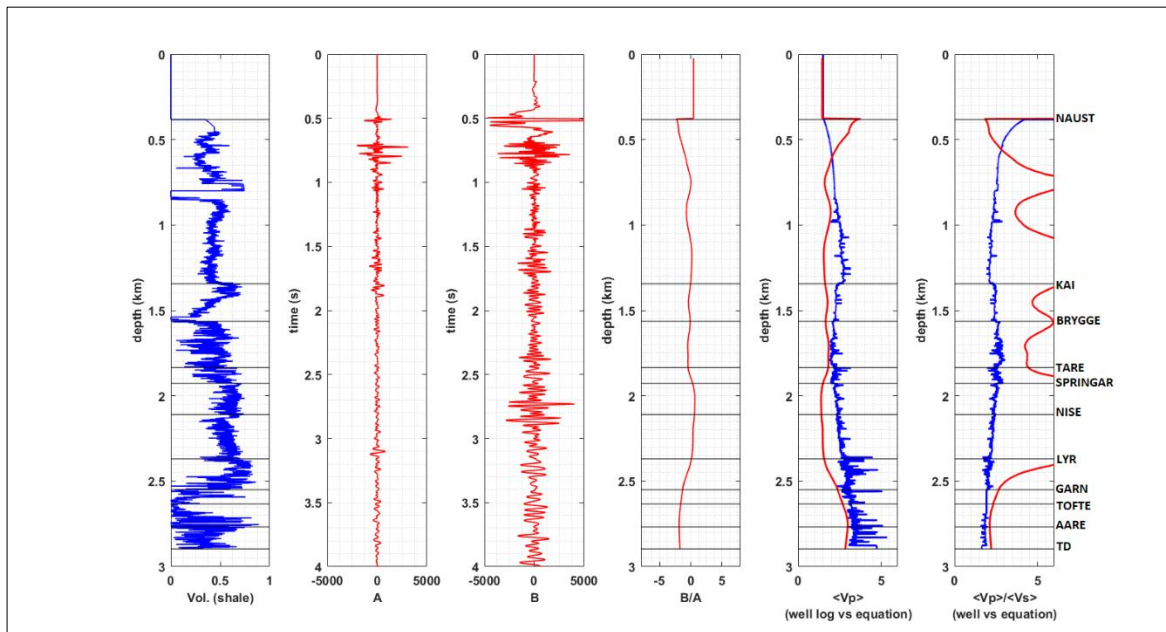 depth (km)
0
0.5
1
1.5
2
2.5
3
0 0.5 1
Vol. (shale)
time (s)
0
0.5
1
1.5
2
2.5
3
3.5
4
-5000 0 5000
A
time (s)
0
0.5
1
1.5
2
2.5
3
3.5
4
-5000 0 5000
B
depth (km)
0
0.5
1
1.5
2
2.5
3
-5 0 5
B/A
depth (km)
0
0.5
1
1.5
2
2.5
3
0 5
<Vp>
(well log vs equation)
depth (km)
0
0.5
1
1.5
2
2.5
3
0 5
<Vp>/<Vs>
(well vs equation)
NAUST
KAI
BRYGGE
TARE
SPRINGAR
NISE
LYR
GARN
TOFTE
AARE
TD